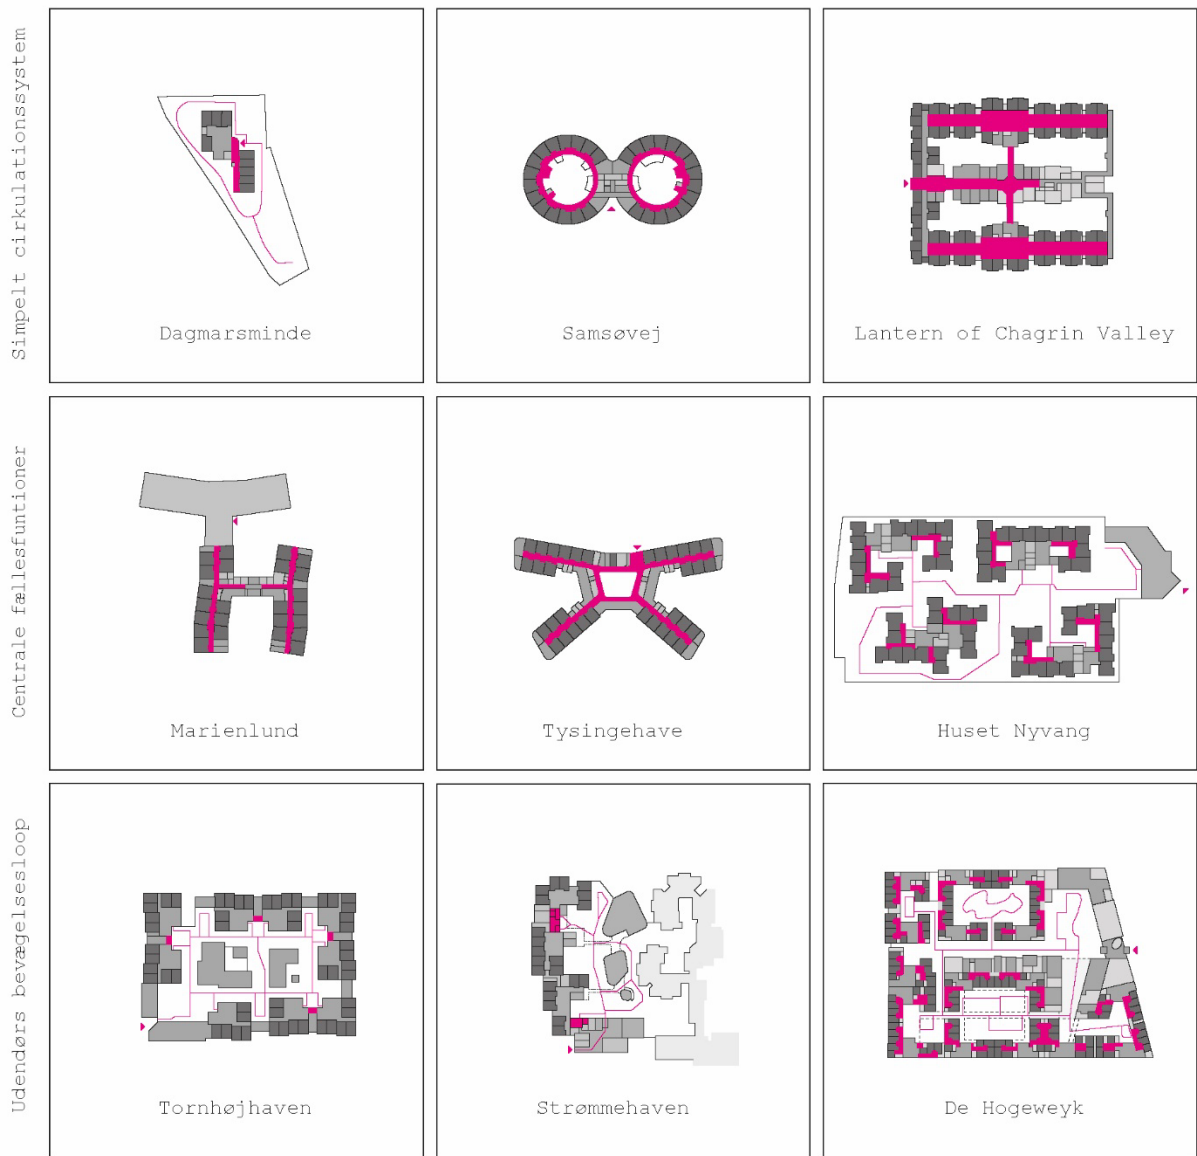 Simpelt cirkulationssystem
Dagmarsminde
Samsøvej
Lantern of Chagrin Valley
Centrale fællesfuntioner
Marienlund
Tysingehave
Huset Nyvang
Udendørs bevægelsesloop
Tornhøjhaven
Strømmehaven
De Hogeweyk